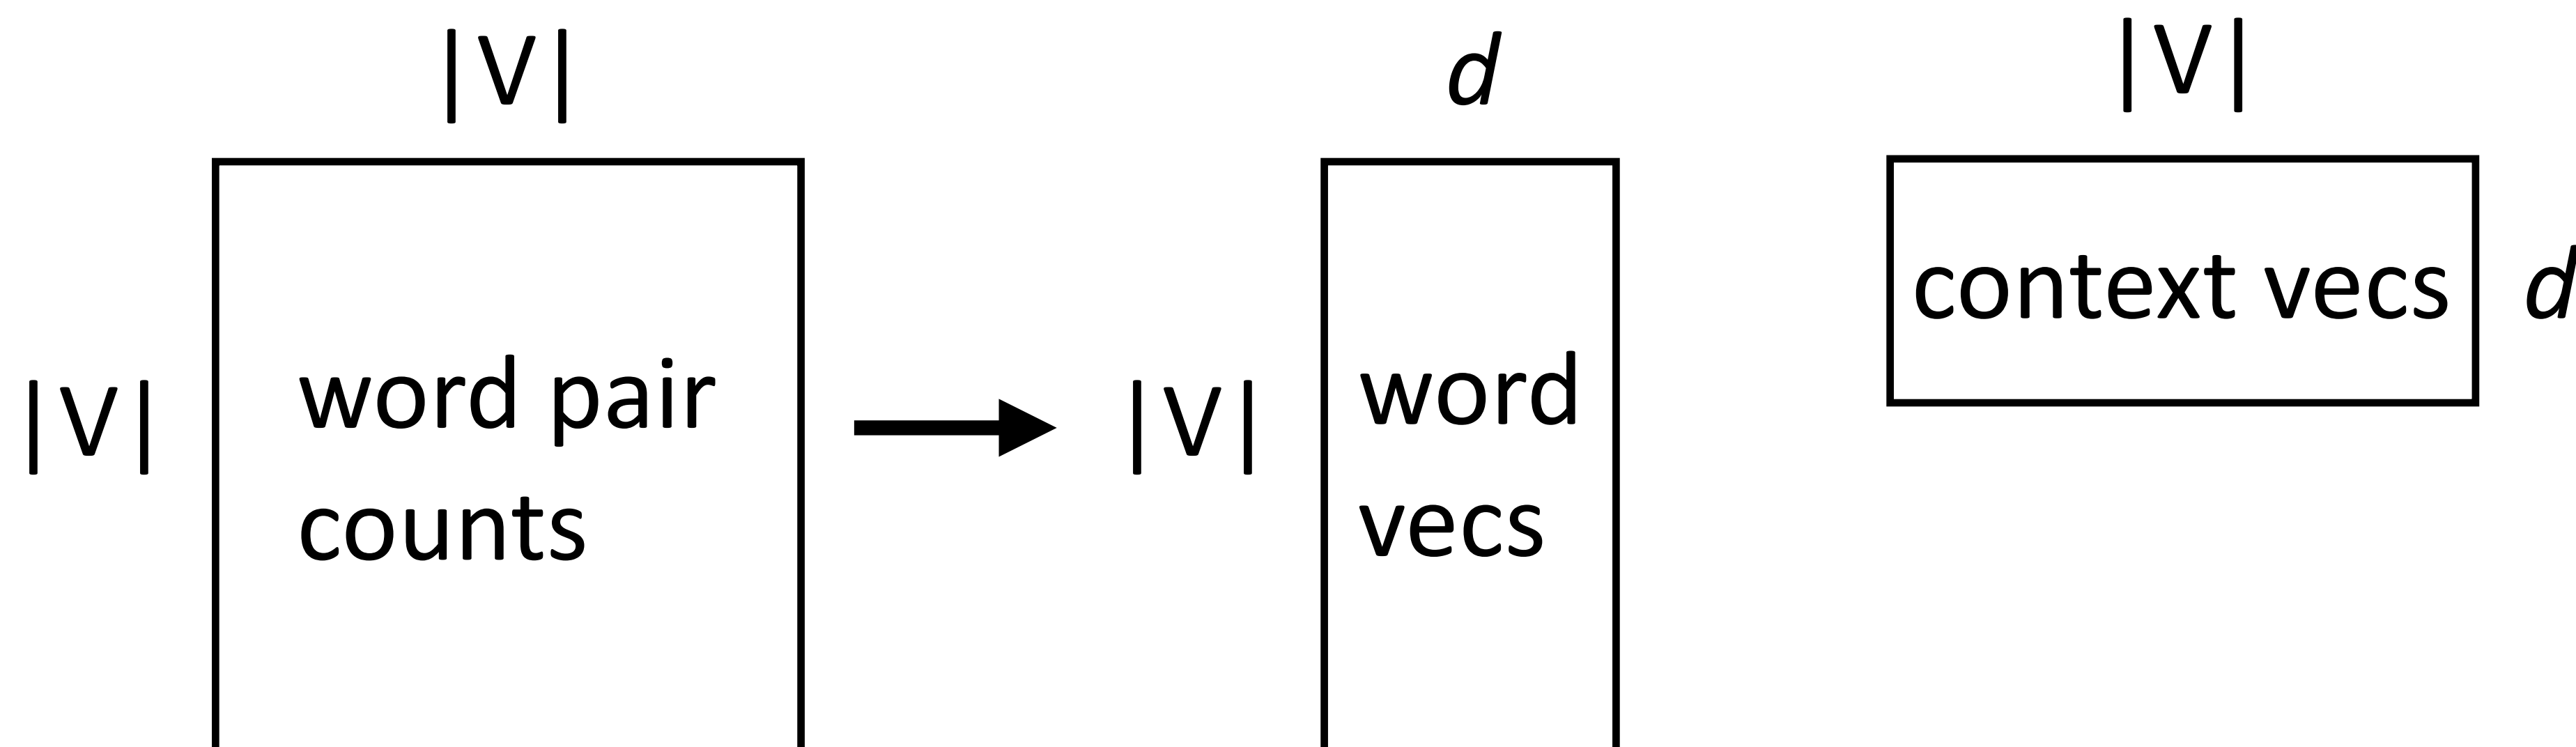 |V|
d
|V|
|V|
word pair
counts
|V|
word
vecs
context vecs
d